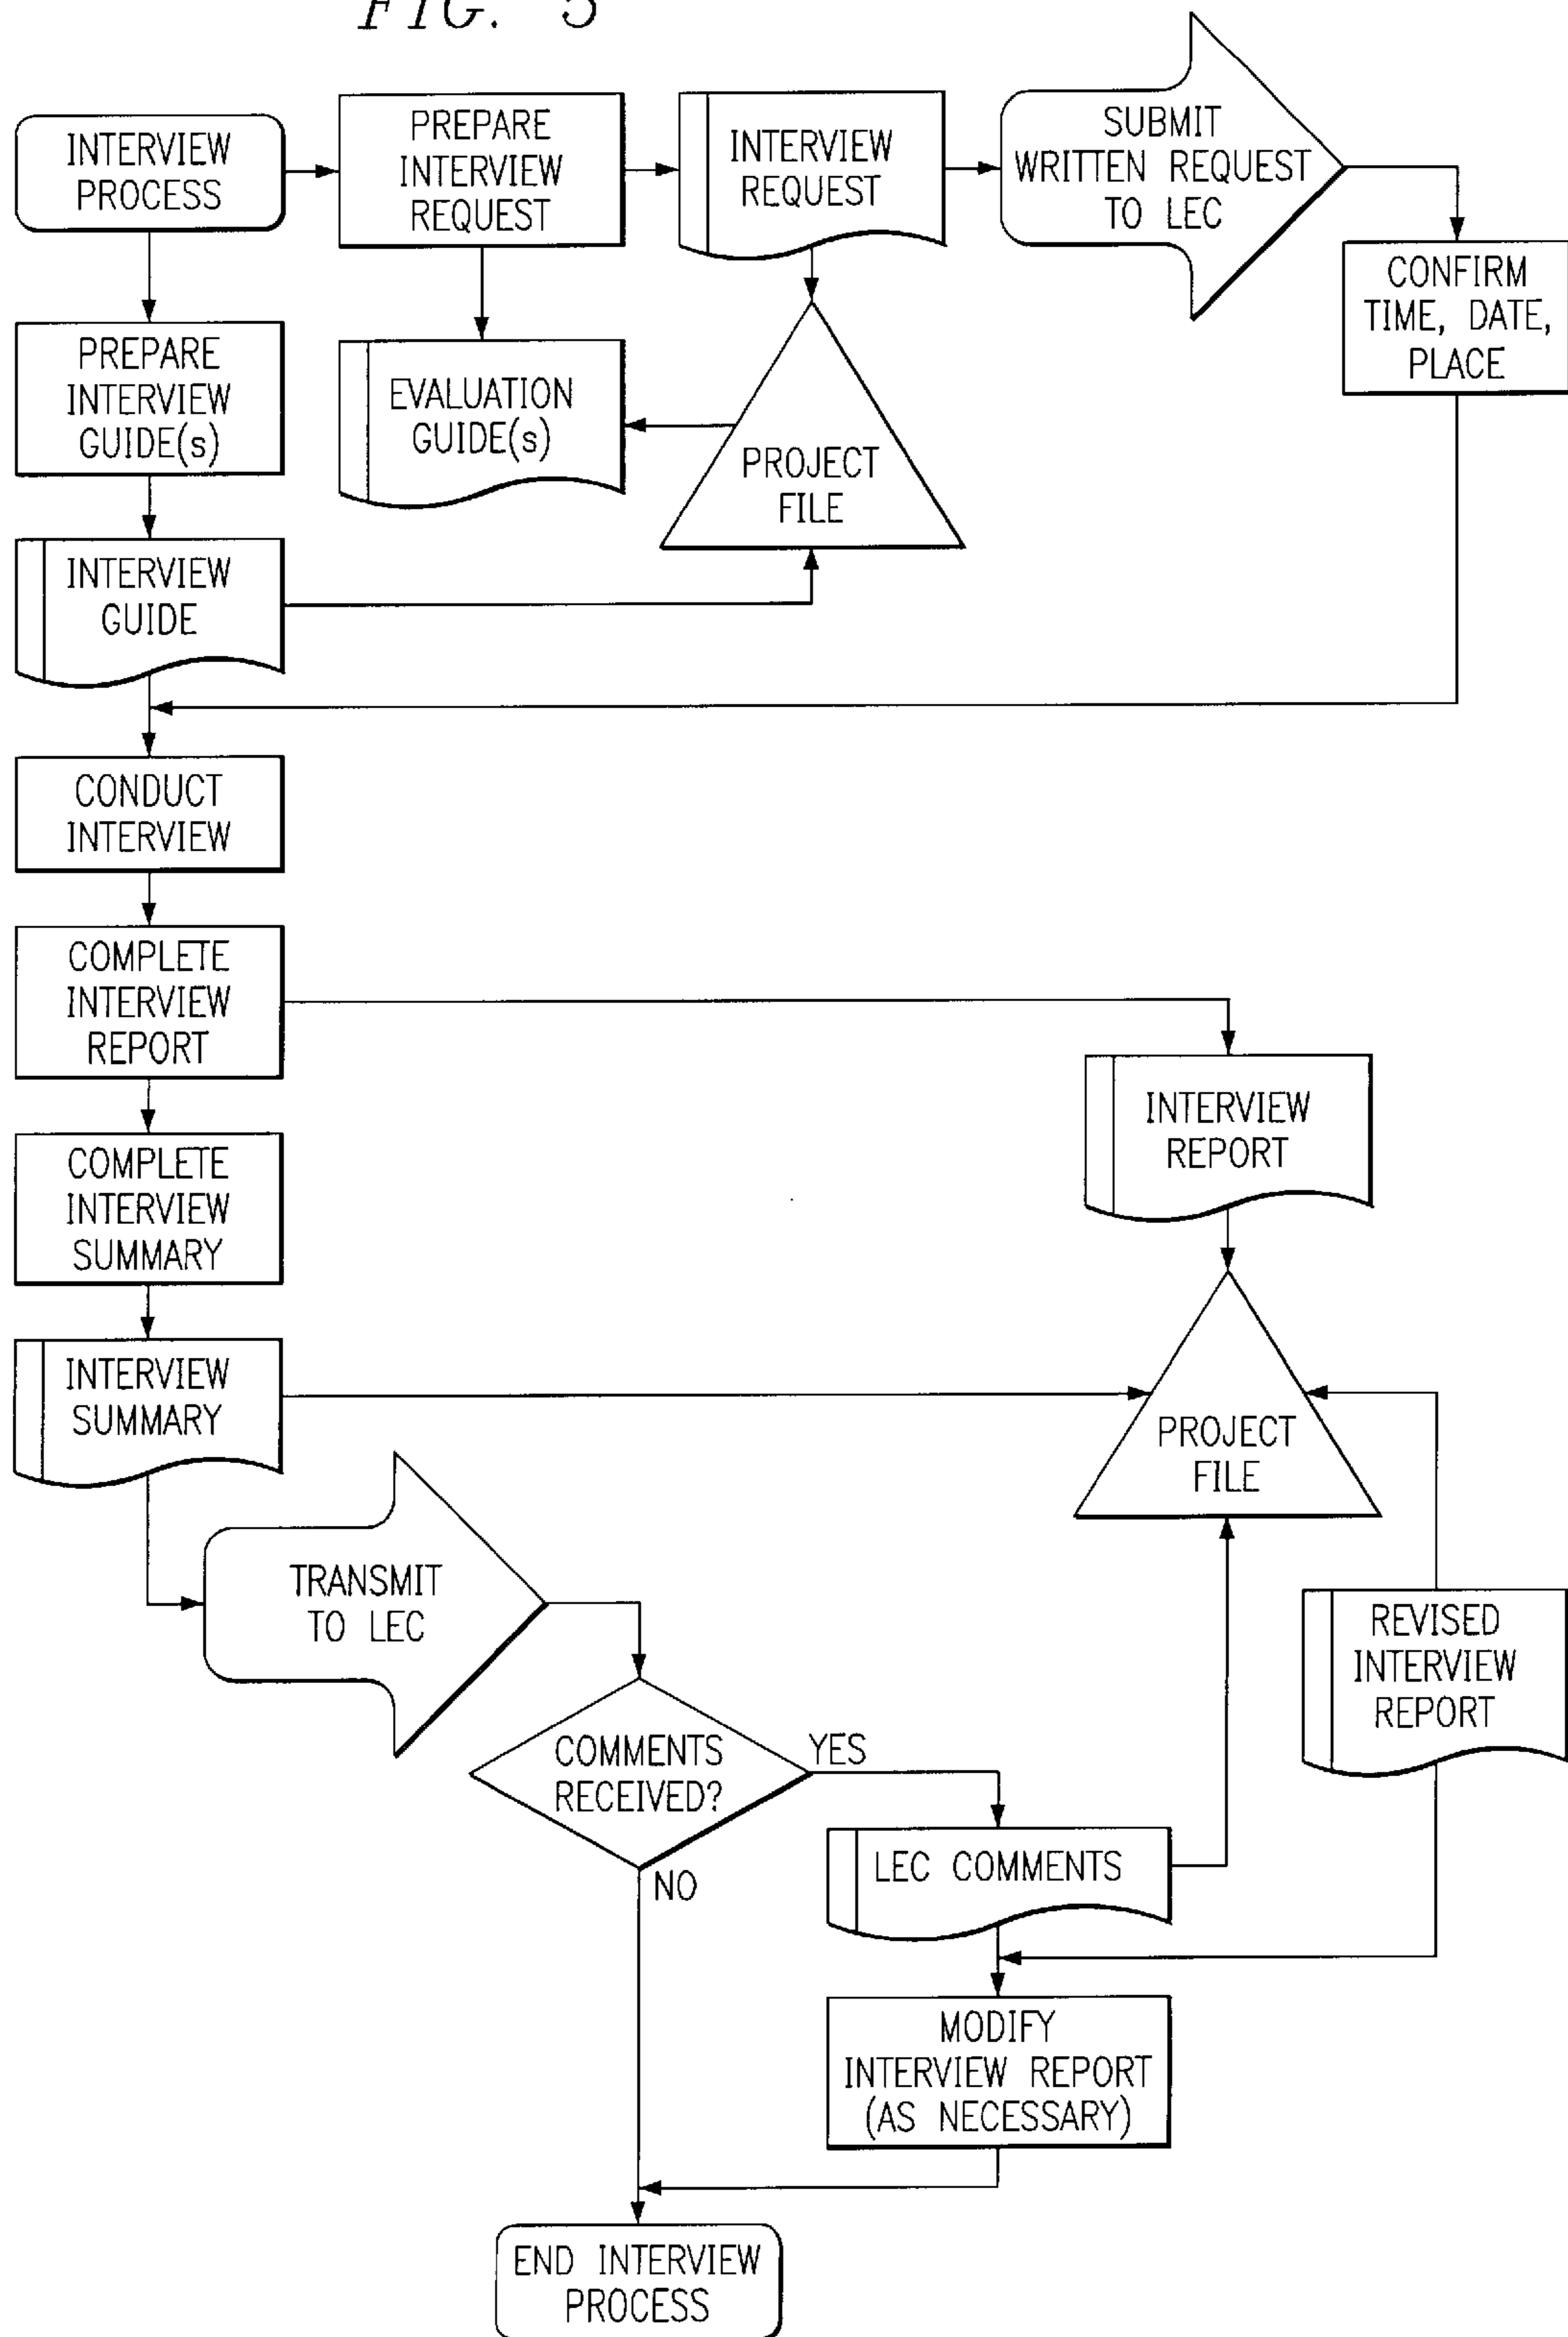 FIG. 5
INTERVIEW
PROCESS
PREPARE
INTERVIEW
REQUEST
INTERVIEW
REQUEST
SUBMIT
WRITTEN REQUEST
TO LEC
CONFIRM
TIME, DATE,
PLACE
PREPARE
INTERVIEW
GUIDE(s)
EVALUATION
GUIDE(s)
PROJECT
FILE
INTERVIEW
GUIDE
CONDUCT
INTERVIEW
COMPLETE
INTERVIEW
REPORT
INTERVIEW
REPORT
COMPLETE
INTERVIEW
SUMMARY
INTERVIEW
SUMMARY
PROJECT
FILE
TRANSMIT
TO LEC
REVISED
INTERVIEW
REPORT
COMMENTS
RECEIVED?
YES
NO
LEC COMMENTS
MODIFY
INTERVIEW REPORT
(AS NECESSARY)
END INTERVIEW
PROCESS